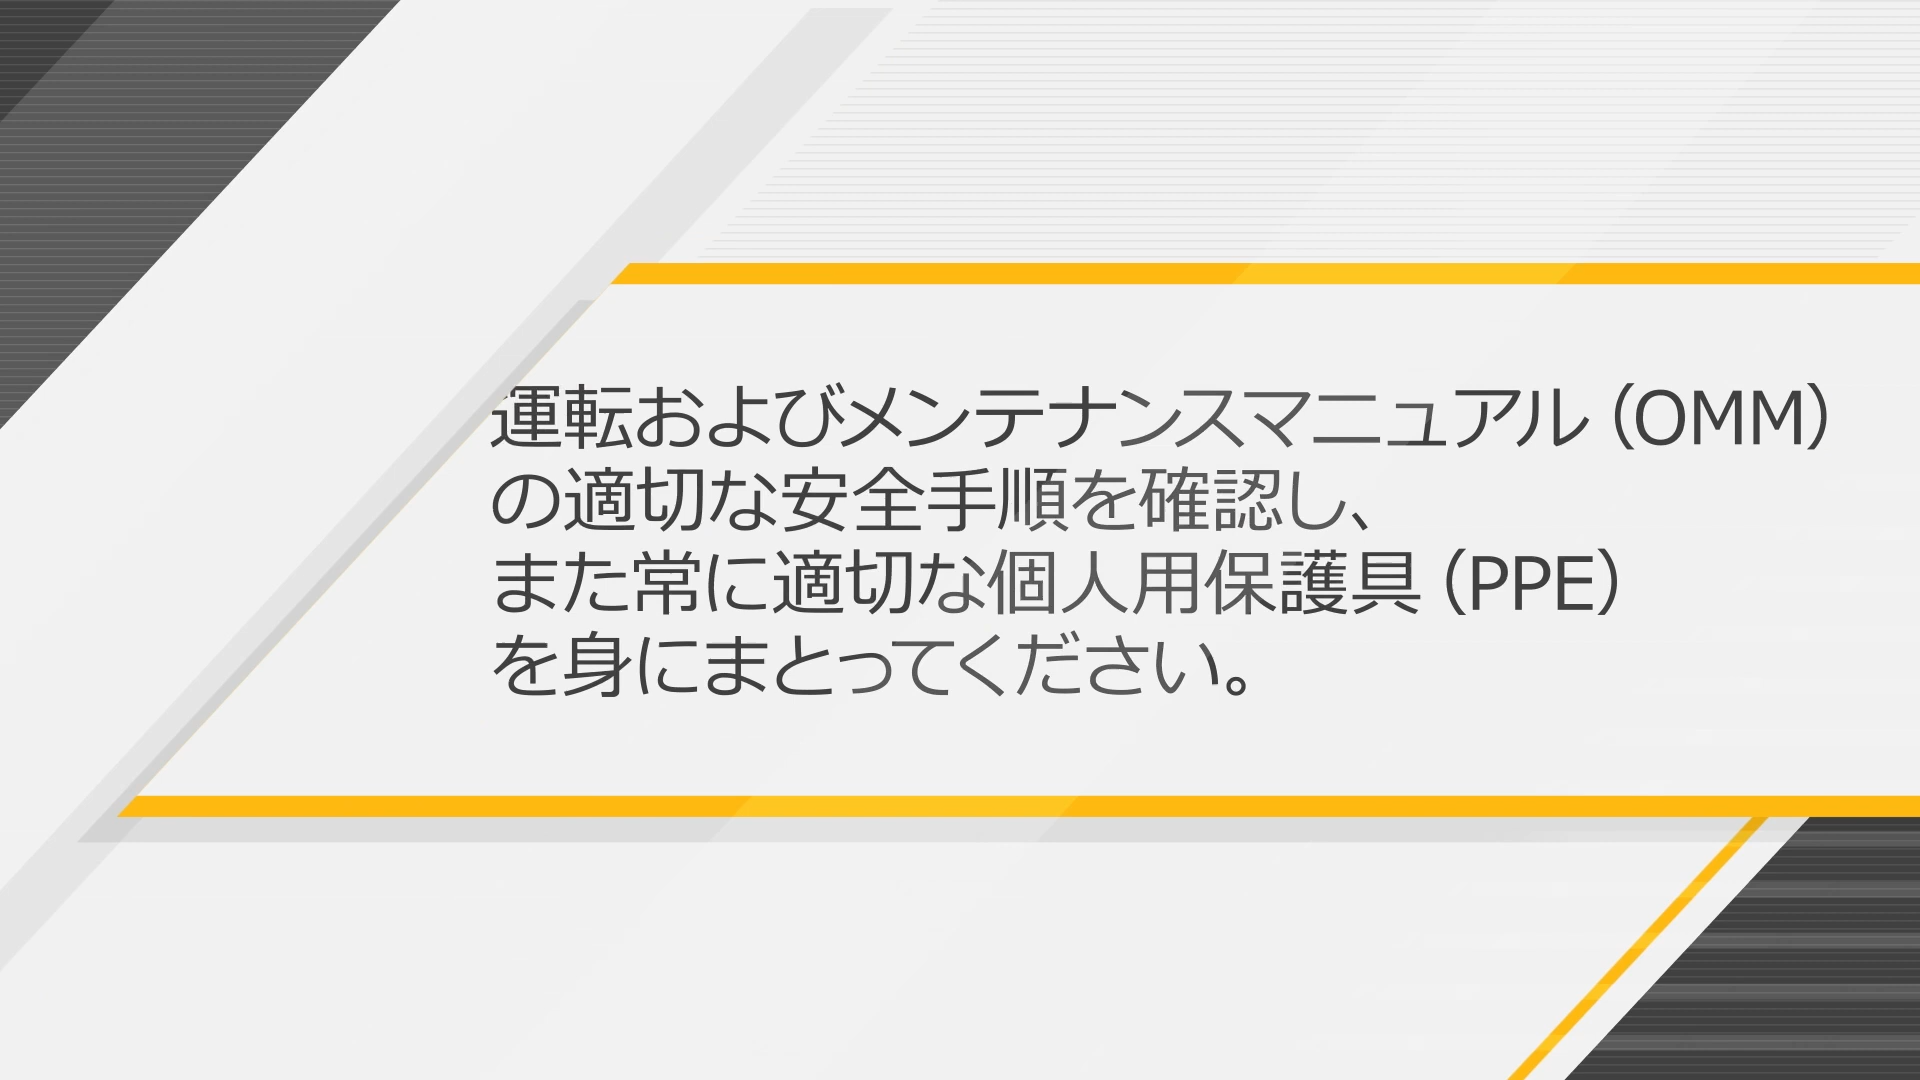 運転およびメンテナンスマニュアル（OMM）
の適切な安全手順を確認し、
また常に適切な個人用保護具（PPE）
を身にまとってください。